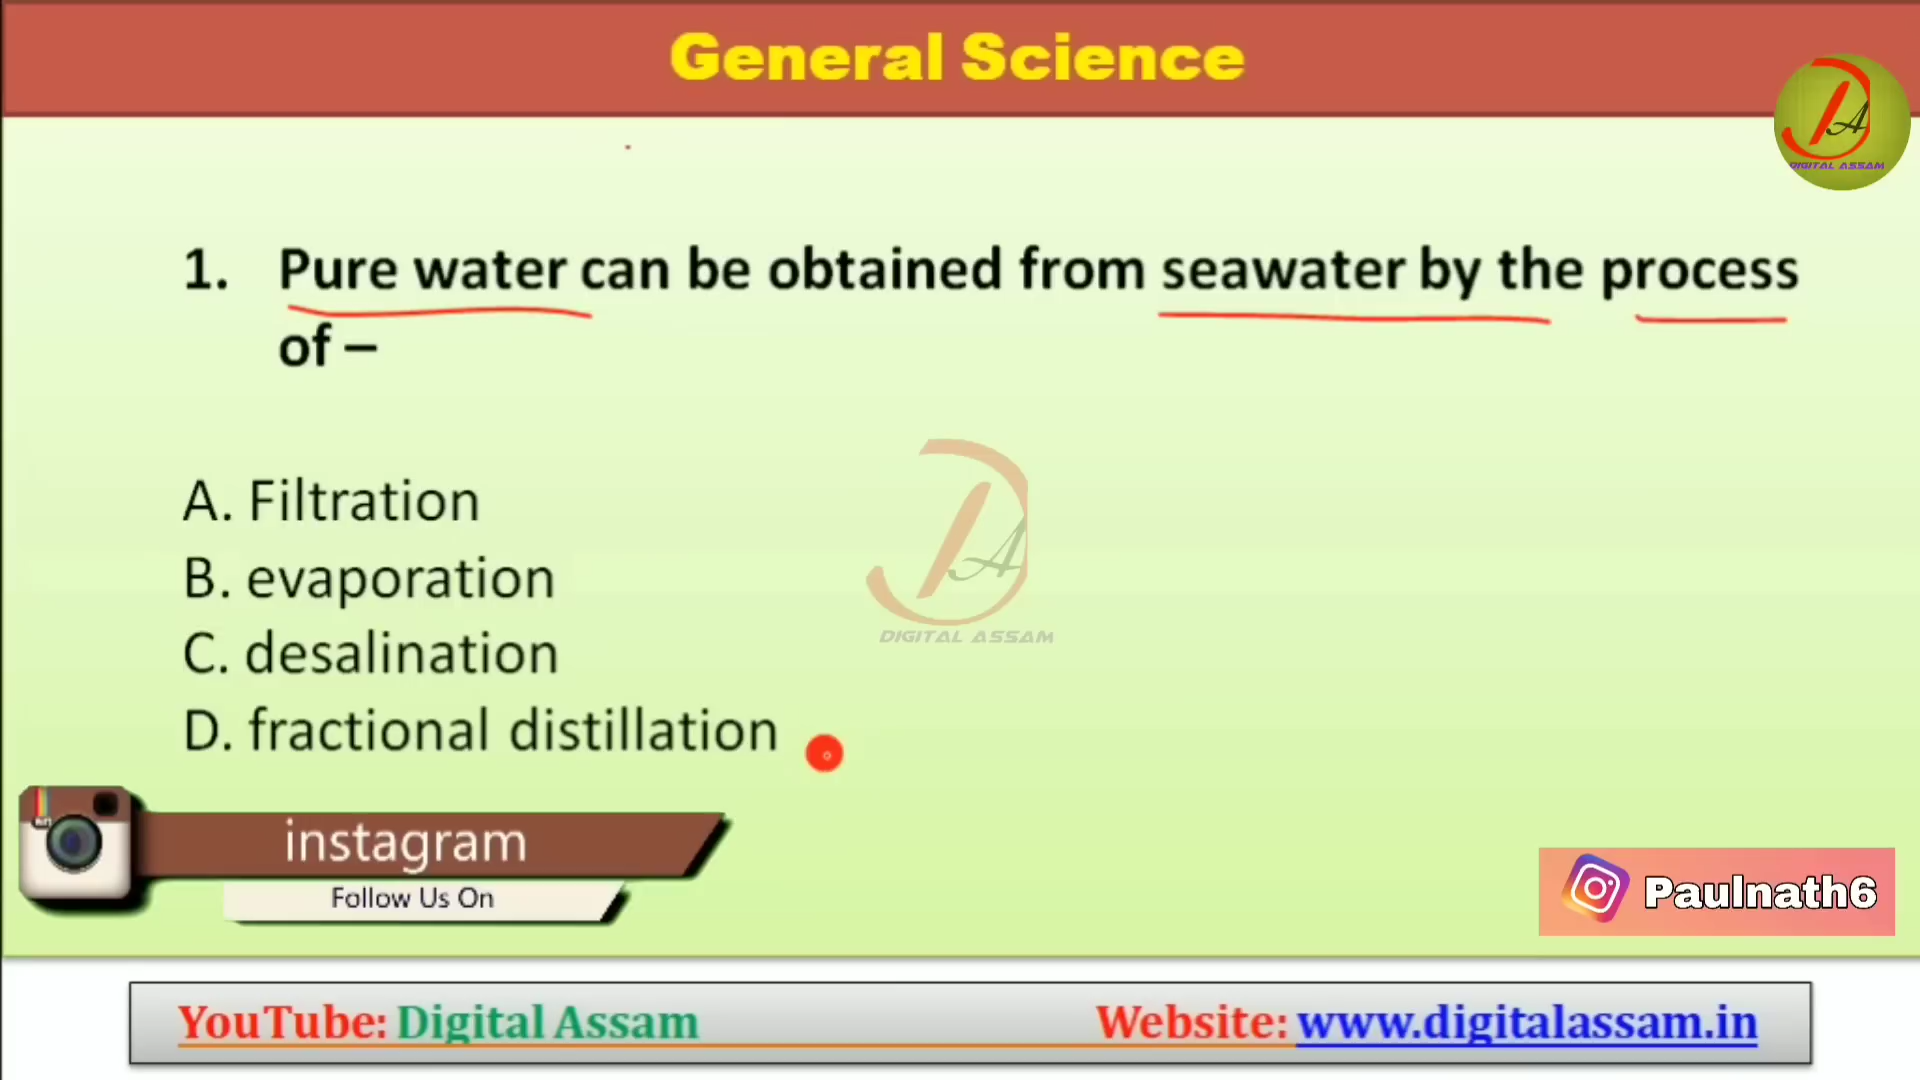 General Science
DIGITAL ASSAM
1. Pure water can be obtained from seawater by the process
of –
A. Filtration
B. evaporation
C. desalination
D. fractional distillation
DIGITAL ASSAM
instagram
Follow Us On
Paulnath6
YouTube: Digital Assam
Website: www.digitalassam.in